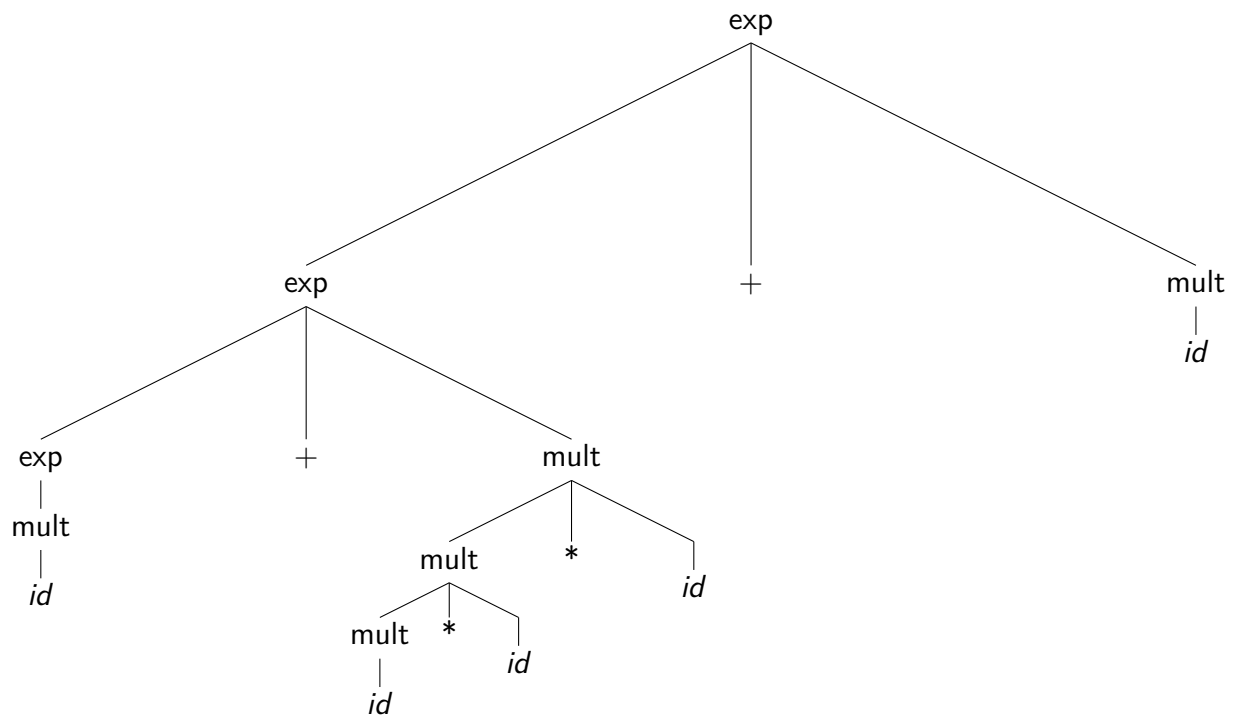 exp
exp + mult
id
exp + mult
mult
id
mult * id
mult * id
id